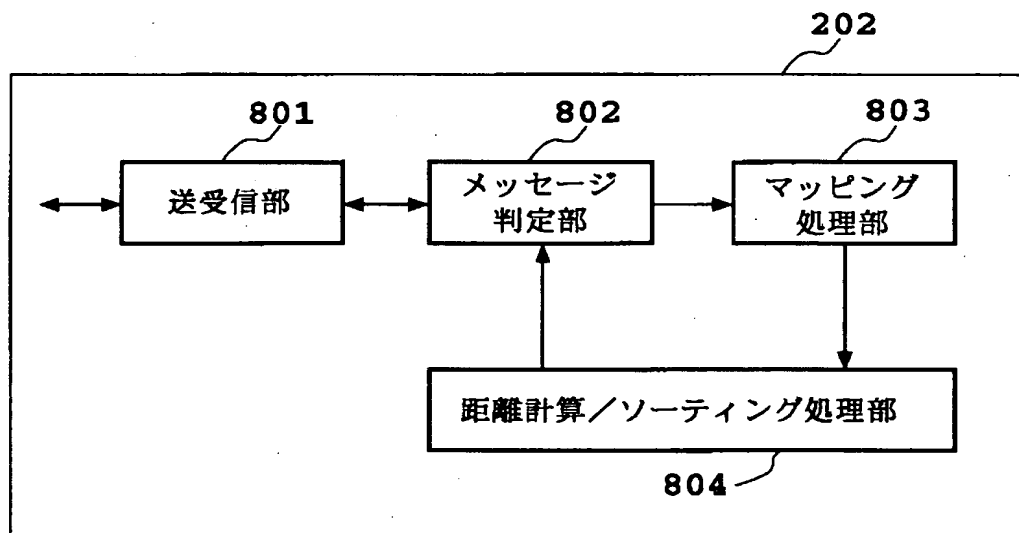 202
801
802
803
送受信部
メッセージ
判定部
マッピング
処理部
距離計算／ソーティング処理部
804